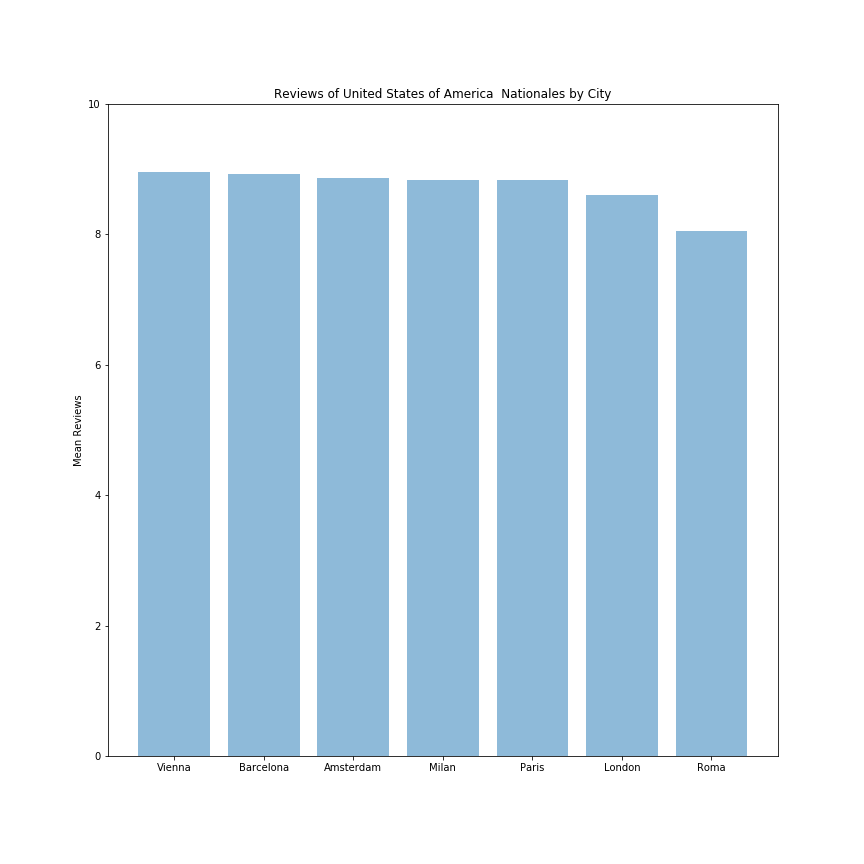 Reviews of United States of America  Nationales by City
10
8
6
4
2
0
Mean Reviews
Vienna Barcelona Amsterdam Milan Paris London Roma